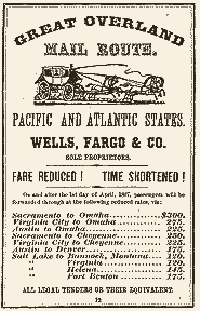 GREAT OVERLAND
MAIL ROUTE.
PACIFIC AND ATLANTIC STATES.
WELLS, FARGO & CO.
SOLE PROPRIETORS.
FARE REDUCED! TIME SHORTENED!
On and after the 1st day of April, 1867, passengers will be
forwarded through at the following reduced rates, viz:
Sacramento to Omaha $300.
Virginia City to Omaha 275.
Austin to Omaha 225.
Sacramento to Cheyenne 250.
Virginia City to Cheyenne 225.
Austin to Denver 175.
Salt Lake to Bannock, Montana 120.
" Virginia 120.
" Helena 145.
" Fort Benton 175.
ALL LEGAL TENDERS OR THEIR EQUIVALENT